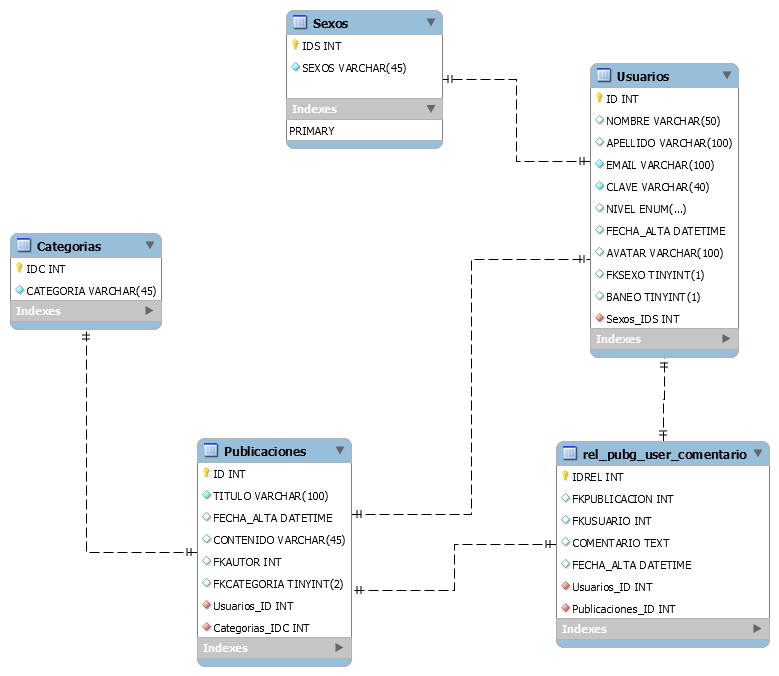 Sexos
IDS INT
SEXOS VARCHAR(45)
Indexes
PRIMARY
Usuarios
ID INT
NOMBRE VARCHAR(50)
APELLIDO VARCHAR(100)
EMAIL VARCHAR(100)
CLAVE VARCHAR(40)
NIVEL ENUM(...)
FECHA_ALTA DATETIME
AVATAR VARCHAR(100)
FKSEXO TINYINT(1)
BANEO TINYINT(1)
Sexos_IDS INT
Indexes
Categorias
IDC INT
CATEGORIA VARCHAR(45)
Indexes
Publicaciones
ID INT
TITULO VARCHAR(100)
FECHA_ALTA DATETIME
CONTENIDO VARCHAR(45)
FKAUTOR INT
FKCATEGORIA TINYINT(2)
Usuarios_ID INT
Categorias_IDC INT
Indexes
rel_pubg_user_comentario
IDREL INT
FKPUBLICACION INT
FKUSUARIO INT
COMENTARIO TEXT
FECHA_ALTA DATETIME
Usuarios_ID INT
Publicaciones_ID INT
Indexes